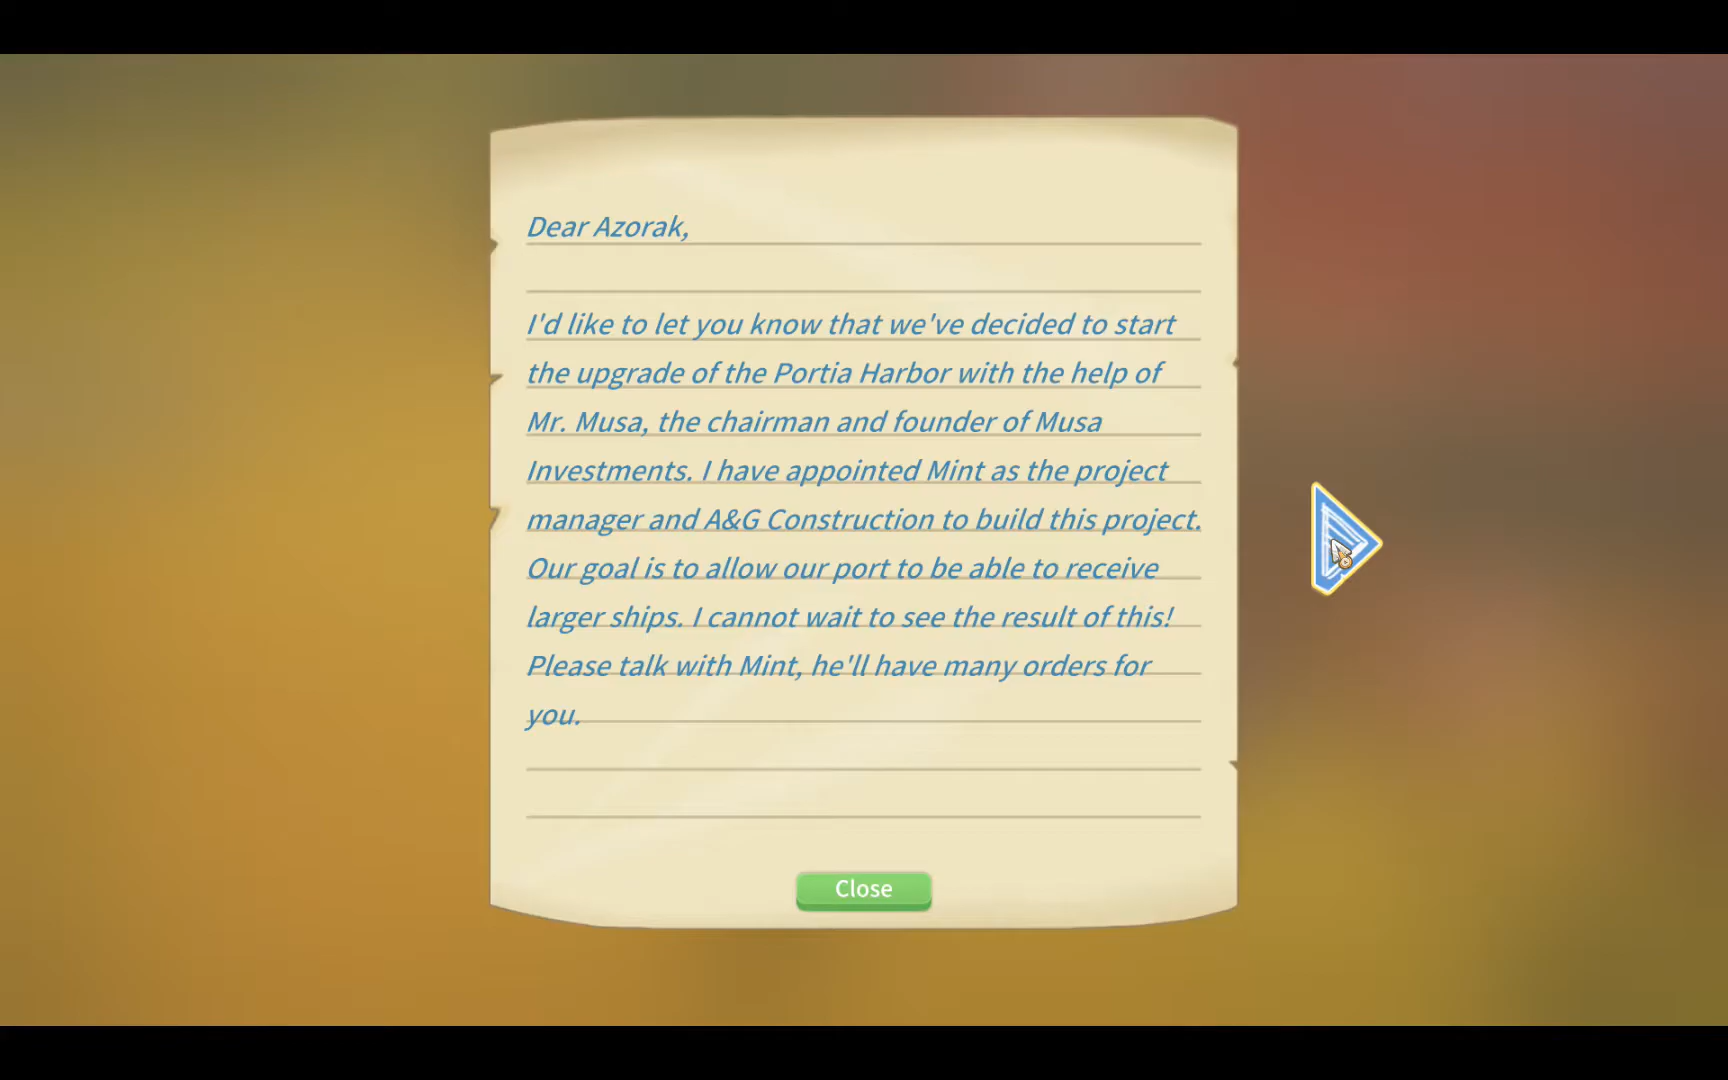 Dear Azorak,
I'd like to let you know that we've decided to start
the upgrade of the Portia Harbor with the help of
Mr. Musa, the chairman and founder of Musa
Investments. I have appointed Mint as the project
manager and A&G Construction to build this project.
Our goal is to allow our port to be able to receive
larger ships. I cannot wait to see the result of this!
Please talk with Mint, he'll have many orders for
you.
Close